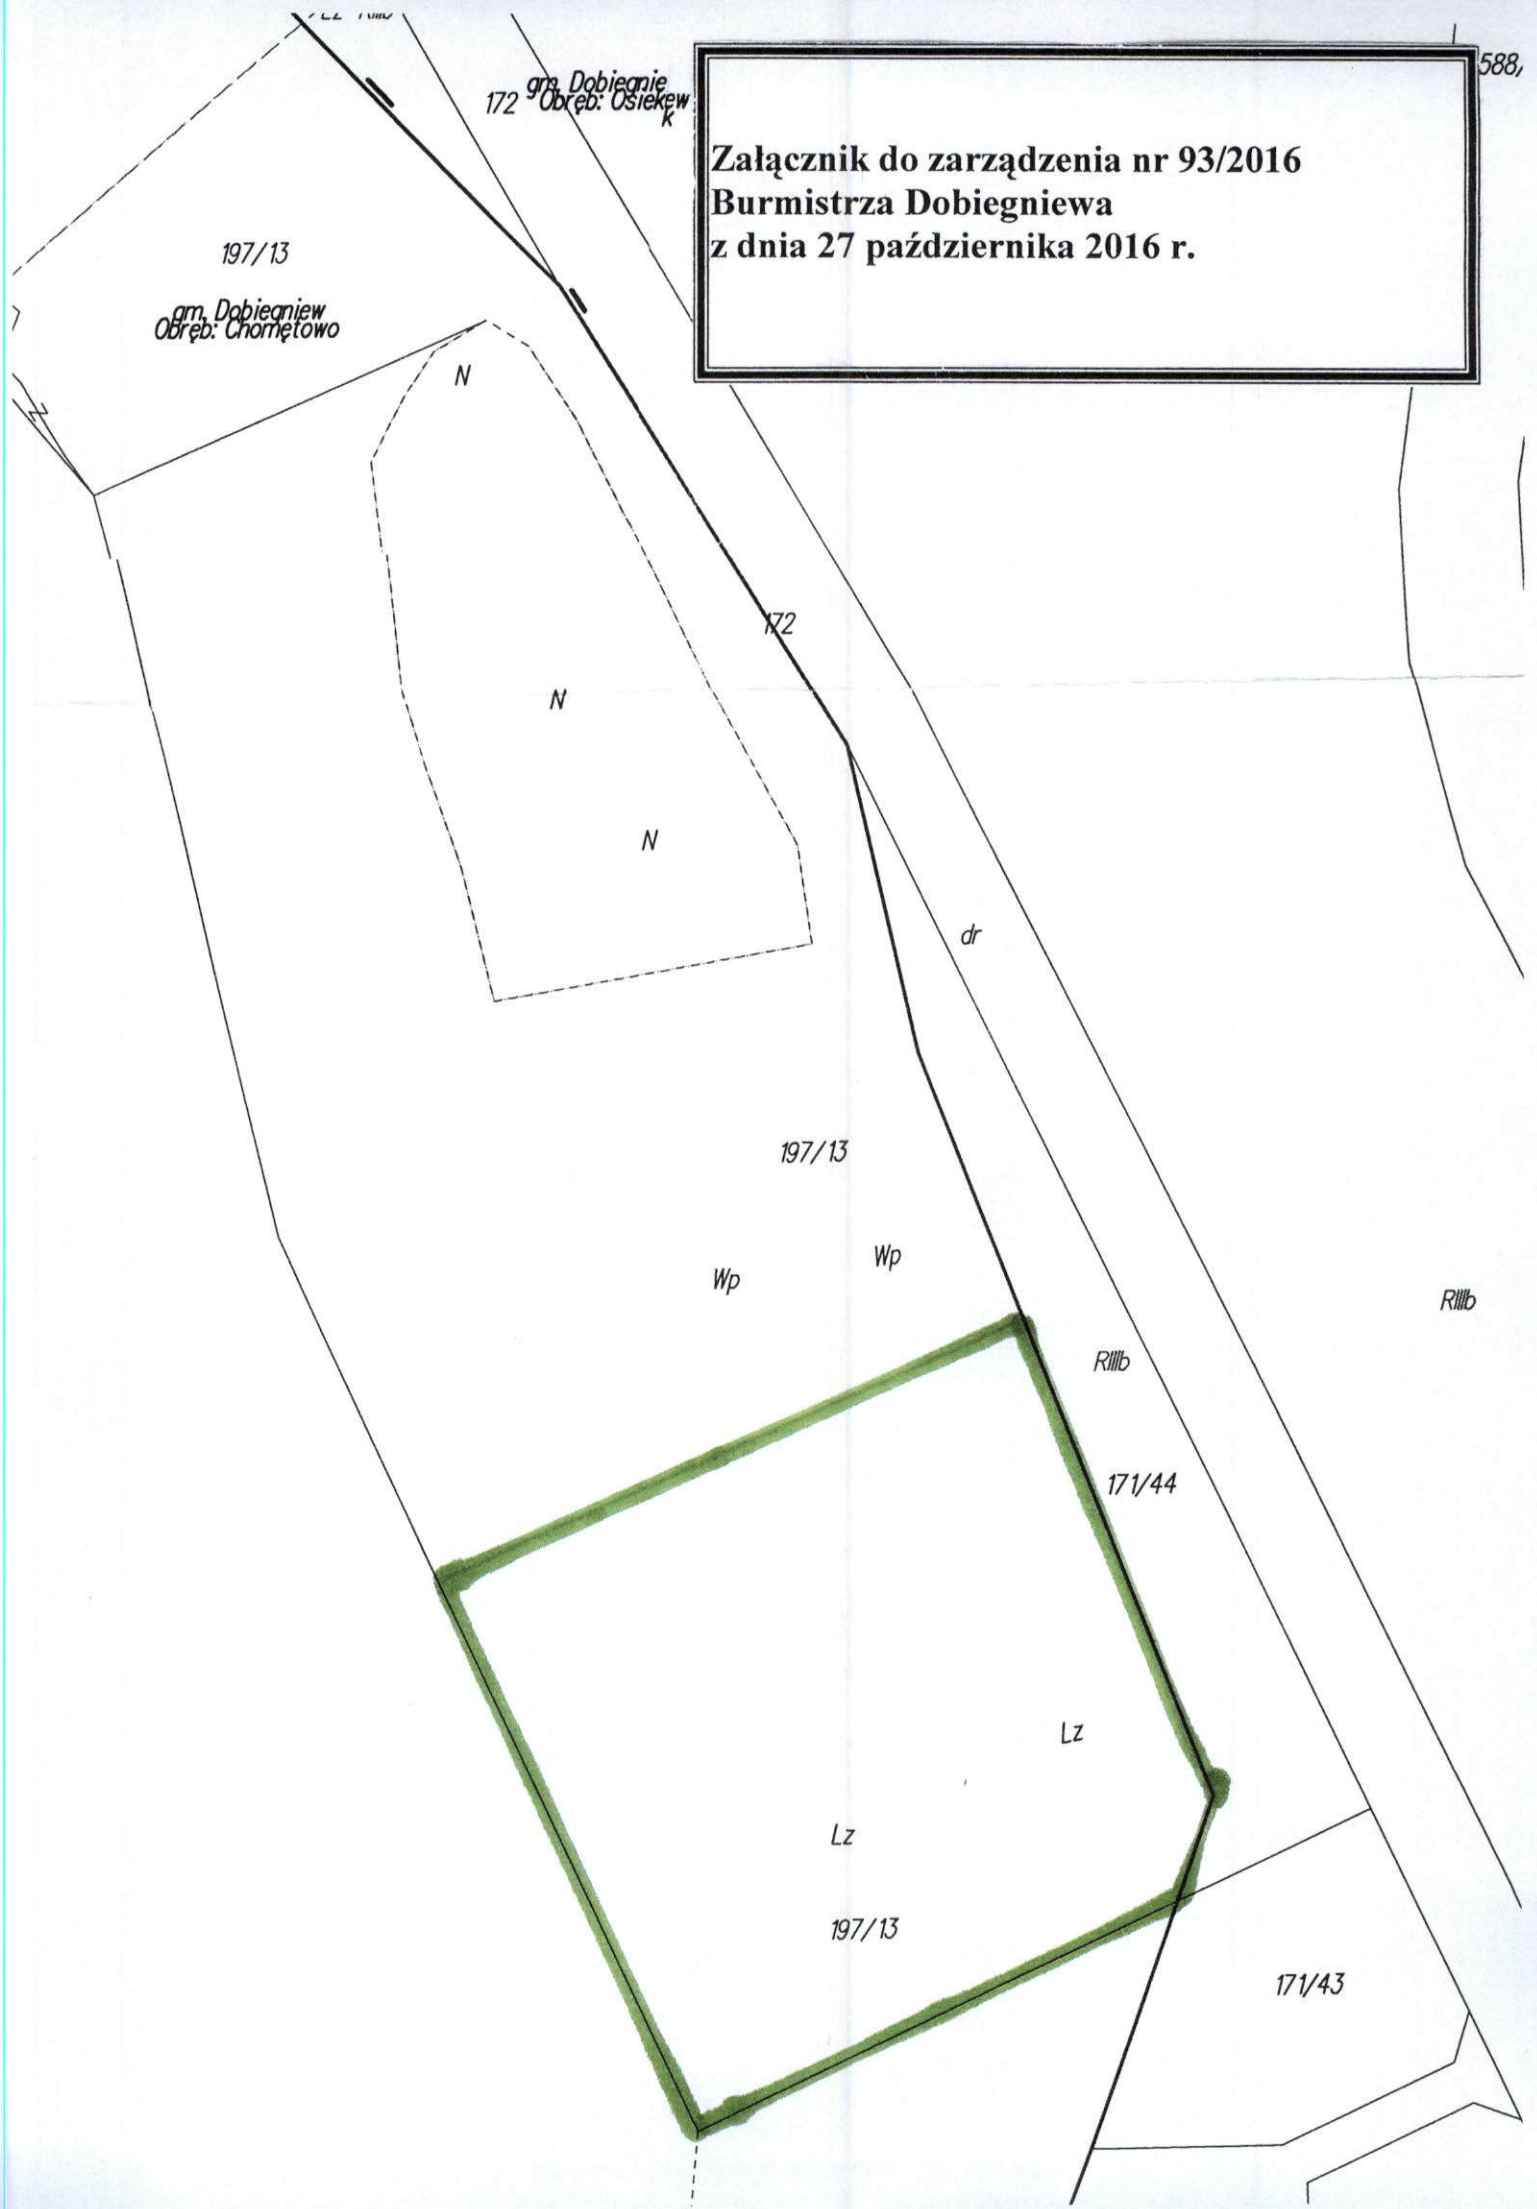 588,
172
gm. Dobiegnie
Obręb: Osiekew
k
Załącznik do zarządzenia nr 93/2016
Burmistrza Dobiegniewa
z dnia 27 października 2016 r.
197/13
gm. Dobiegniew
Obręb: Chomętowo
N
N
172
N
N
dr
197/13
Wp
Wp
RIIIb
RIIIb
171/44
Lz
Lz
197/13
171/43